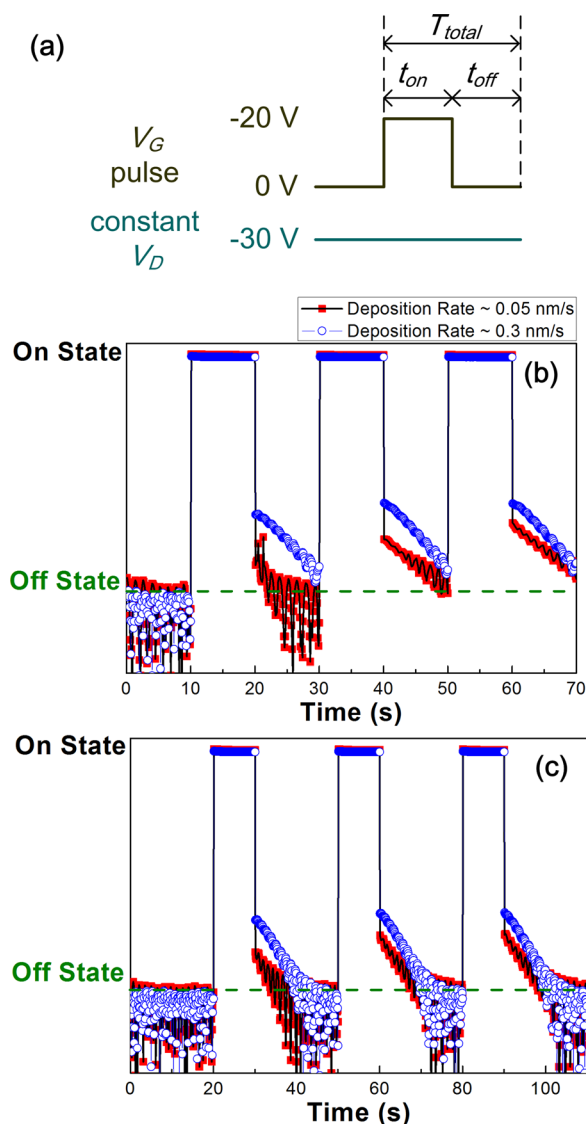 (a)
T_total
t_on t_off
-20 V
V_G
pulse
0 V
constant
V_D
-30 V
Deposition Rate ~ 0.05 nm/s
Deposition Rate ~ 0.3 nm/s
On State
(b)
Off State
0 10 20 30 40 50 60 70
Time (s)
On State
(c)
Off State
0 20 40 60 80 100
Time (s)